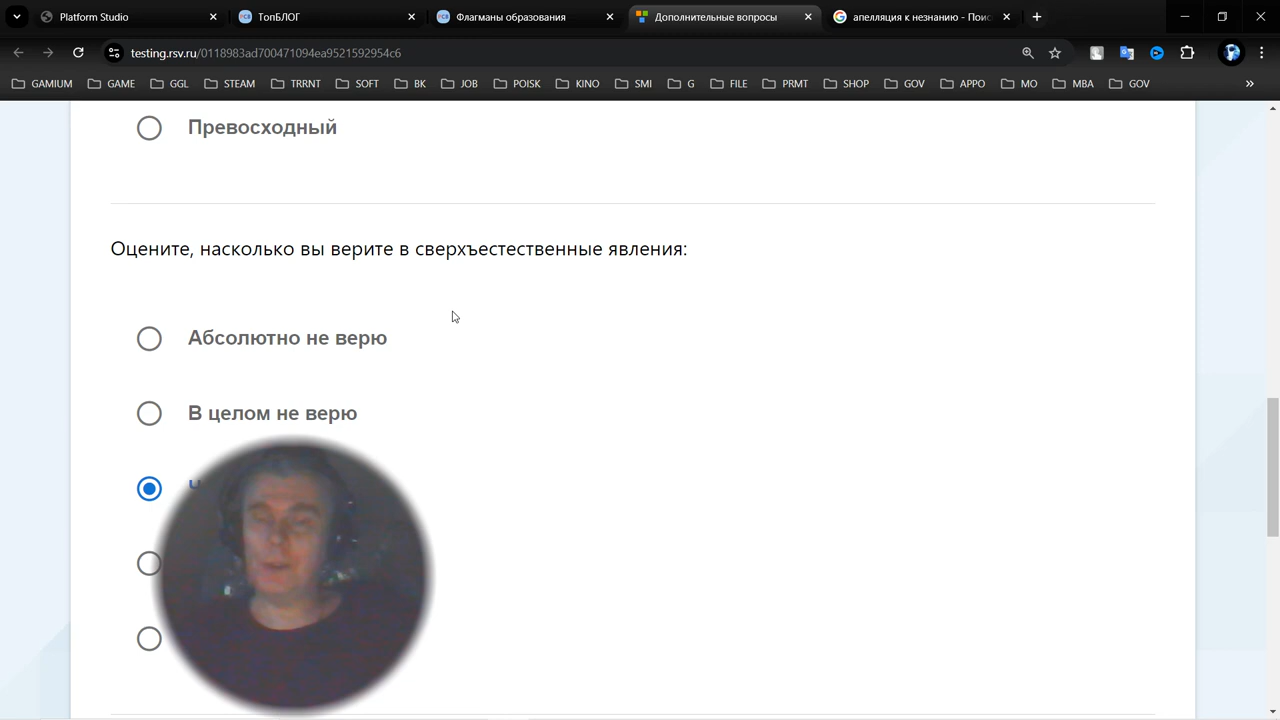 Platform Studio
ТопБЛОГ
Флагманы образования
Дополнительные вопросы
апелляция к незнанию - Поис
testing.rsv.ru/0118983ad700471094ea9521592954c6
GAMIUM GAME GGL STEAM TRRNT SOFT BK JOB POISK KINO SMI G FILE PRMT SHOP GOV APPO MO MBA GOV
Превосходный
Оцените, насколько вы верите в сверхъестественные явления:
Абсолютно не верю
В целом не верю